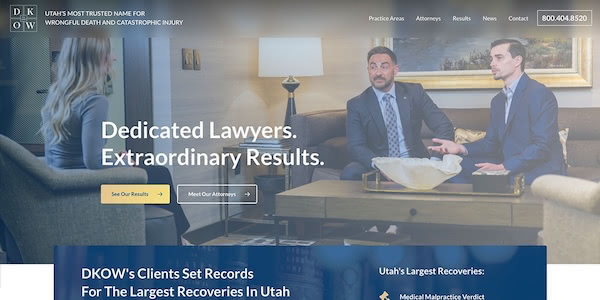 D K
O W
UTAH'S MOST TRUSTED NAME FOR
WRONGFUL DEATH AND CATASTROPHIC INJURY
Practice Areas Attorneys Results News Contact 800.404.8520
Dedicated Lawyers.
Extraordinary Results.
See Our Results → Meet Our Attorneys →
DKOW's Clients Set Records
For The Largest Recoveries In Utah
Utah's Largest Recoveries:
Medical Malpractice Verdict